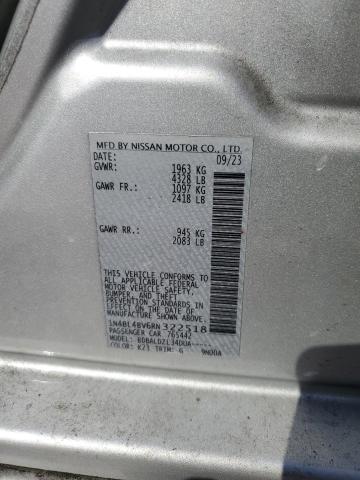 MFD BY NISSAN MOTOR CO., LTD.
DATE: 09/23
GVWR: 1963 KG
4328 LB
GAWR FR.: 1097 KG
2418 LB
GAWR RR.: 945 KG
2083 LB
THIS VEHICLE CONFORMS TO ALL
APPLICABLE FEDERAL MOTOR VEHICLE SAFETY,
BUMPER, AND THEFT PREVENTION
STANDARDS IN EFFECT ON THE DATE OF
MANUFACTURE SHOWN ABOVE.
1N4BL4BV6RN322518
PASSENGER CAR 765442
MODEL: BDBALDZL34DUA-----
COLOR: K23 TRIM: G 9N00A